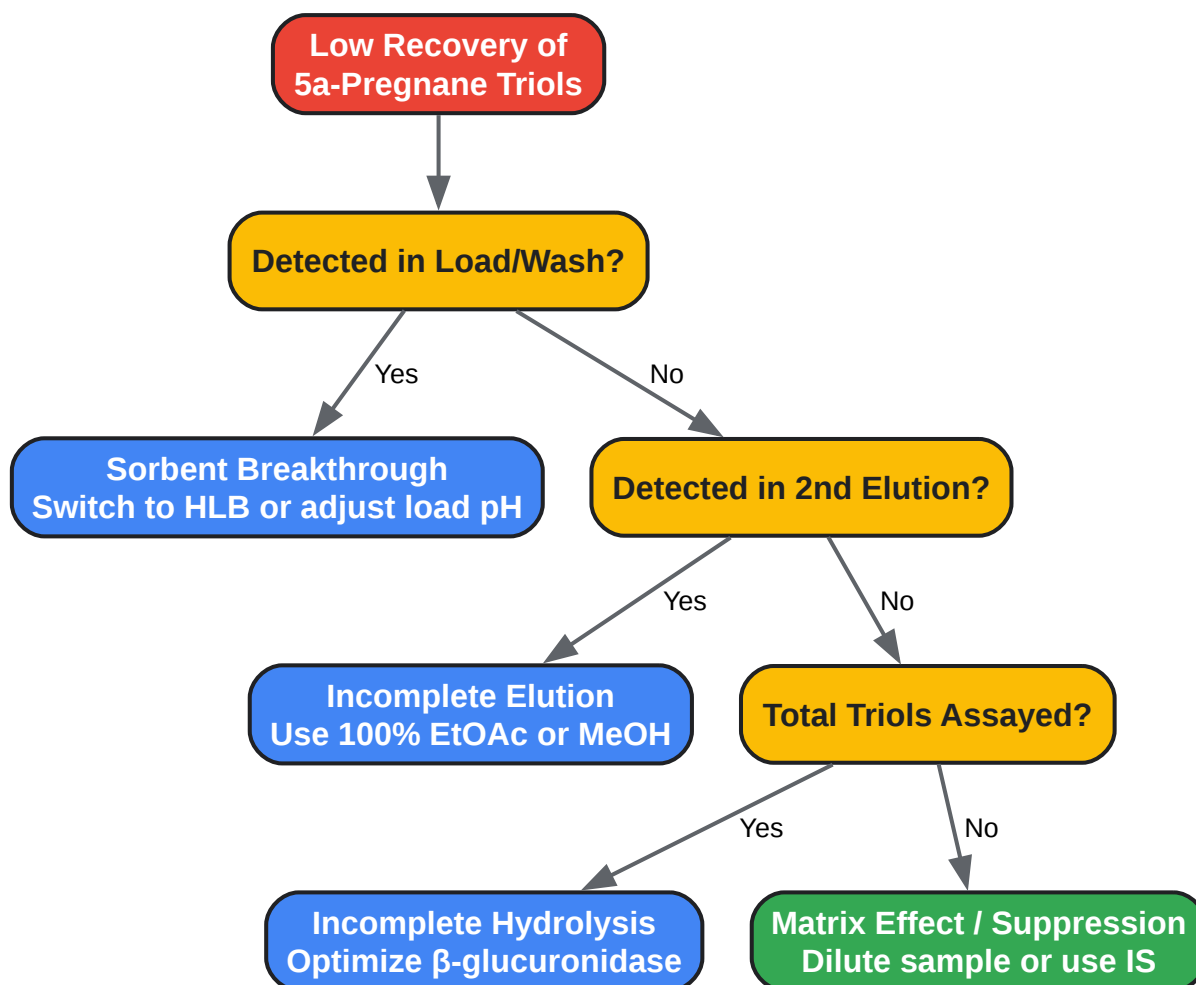 Low Recovery of
5a-Pregnane Triols
Detected in Load/Wash?
Yes
No
Sorbent Breakthrough
Switch to HLB or adjust load pH
Detected in 2nd Elution?
Yes
No
Incomplete Elution
Use 100% EtOAc or MeOH
Total Triols Assayed?
Yes
No
Incomplete Hydrolysis
Optimize β-glucuronidase
Matrix Effect / Suppression
Dilute sample or use IS